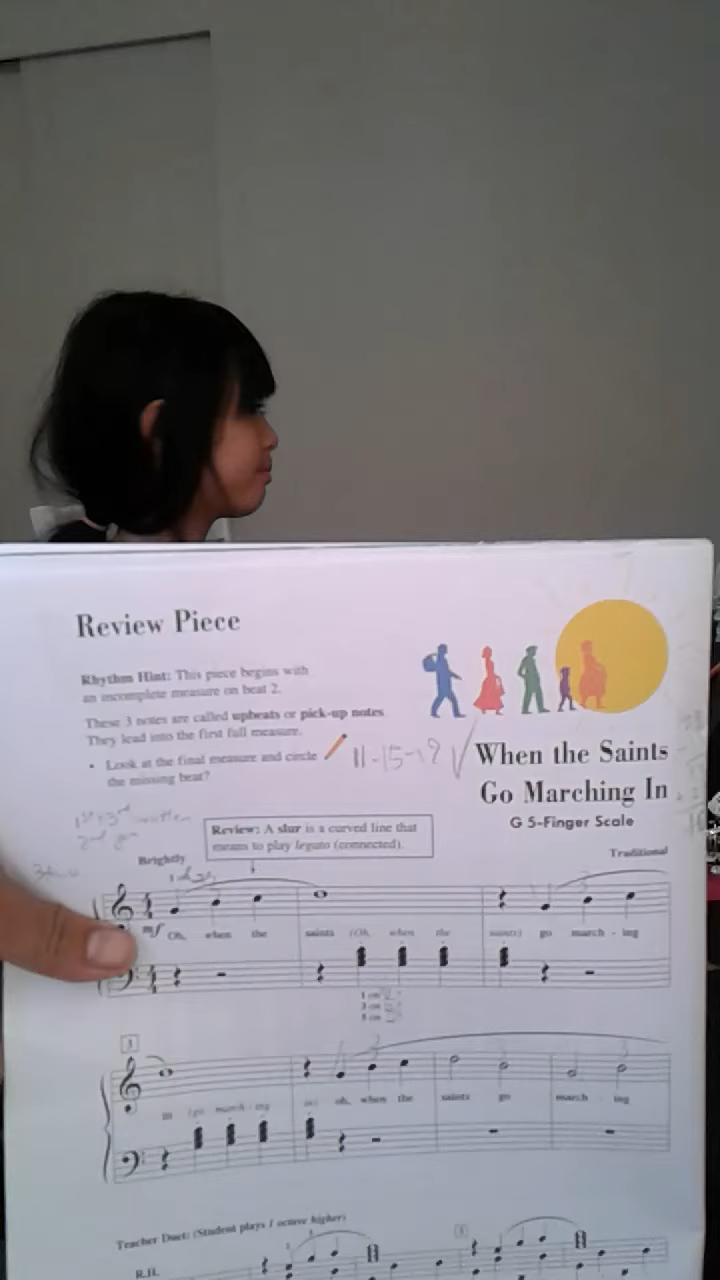 Review Piece
Rhythm Hint: This piece begins with
an incomplete measure on beat 2.
These 3 notes are called upbeats or pick-up notes.
They lead into the first full measure.
• Look at the final measure and circle
the missing beat?
11-15-19
When the Saints
Go Marching In
G 5-Finger Scale
Review: A slur is a curved line that
means to play legato (connected).
Brightly
Traditional
mf Oh, when the saints (Oh, when the saints) go march - ing
3
in (go march - ing in) oh, when the saints go march - ing
Teacher Duet: (Student plays 1 octave higher)
R.H.